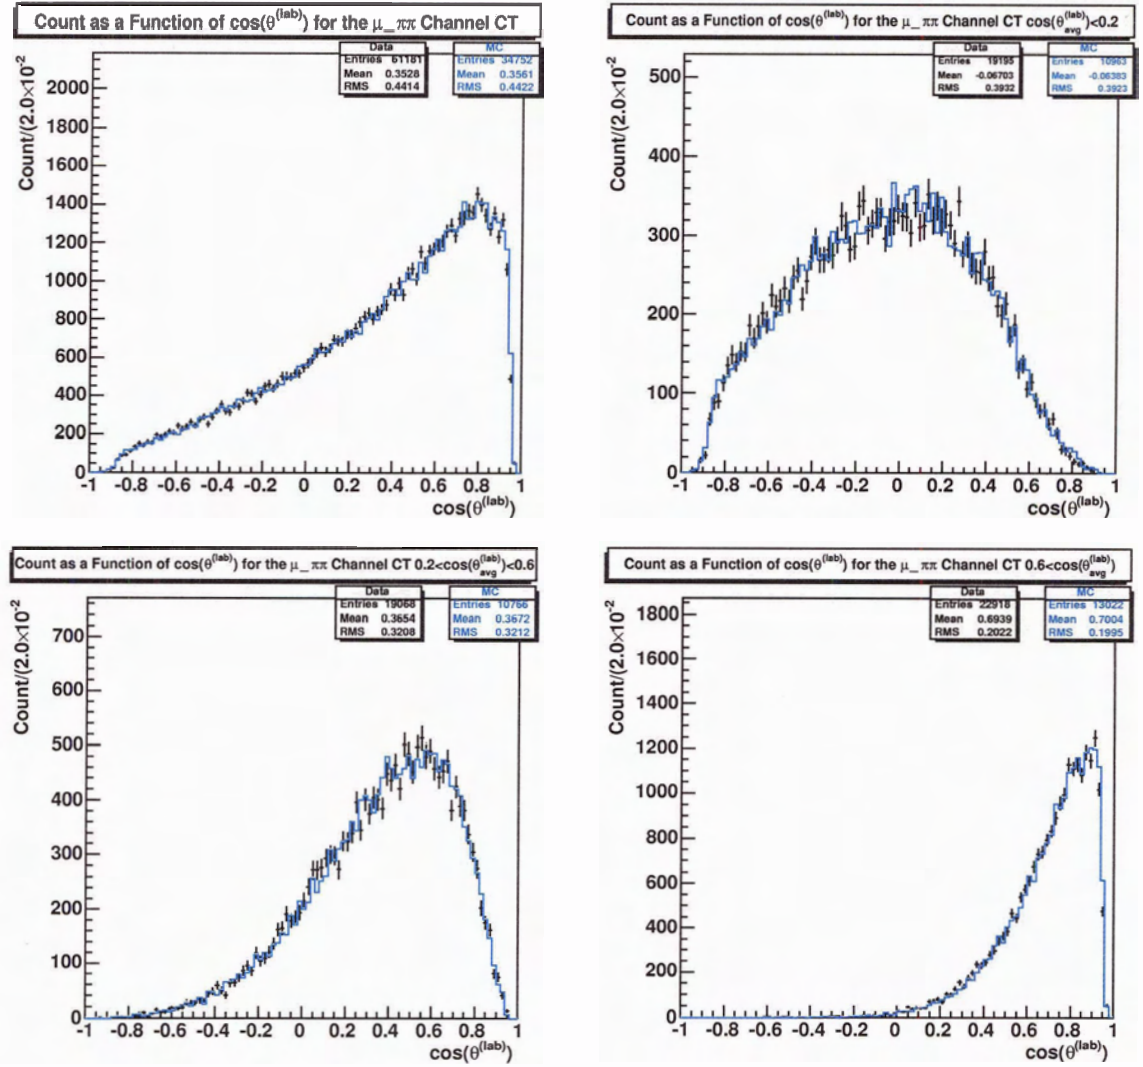 Count as a Function of cos(θ^(lab)) for the μ_ππ Channel CT
Data
Entries 61181
Mean 0.3528
RMS 0.4414
MC
Entries 34752
Mean 0.3561
RMS 0.4422
Count/(2.0×10^-2
2000
1800
1600
1400
1200
1000
800
600
400
200
0
-1 -0.8 -0.6 -0.4 -0.2 0 0.2 0.4 0.6 0.8 1
cos(θ^(lab))
Count as a Function of cos(θ^(lab)) for the μ_ππ Channel CT cos(θ_avg^(lab))<0.2
Data
Entries 19195
Mean -0.06703
RMS 0.3932
MC
Entries 10963
Mean -0.06383
RMS 0.3923
Count/(2.0×10^-2
500
400
300
200
100
0
-1 -0.8 -0.6 -0.4 -0.2 0 0.2 0.4 0.6 0.8 1
cos(θ^(lab))
Count as a Function of cos(θ^(lab)) for the μ_ππ Channel CT 0.2<cos(θ_avg^(lab))<0.6
Data
Entries 19068
Mean 0.3654
RMS 0.3208
MC
Entries 10766
Mean 0.3672
RMS 0.3212
Count/(2.0×10^-2
700
600
500
400
300
200
100
0
-1 -0.8 -0.6 -0.4 -0.2 0 0.2 0.4 0.6 0.8 1
cos(θ^(lab))
Count as a Function of cos(θ^(lab)) for the μ_ππ Channel CT 0.6<cos(θ_avg^(lab))
Data
Entries 22918
Mean 0.6939
RMS 0.2022
MC
Entries 13022
Mean 0.7004
RMS 0.1995
Count/(2.0×10^-2
1800
1600
1400
1200
1000
800
600
400
200
0
-1 -0.8 -0.6 -0.4 -0.2 0 0.2 0.4 0.6 0.8 1
cos(θ^(lab))